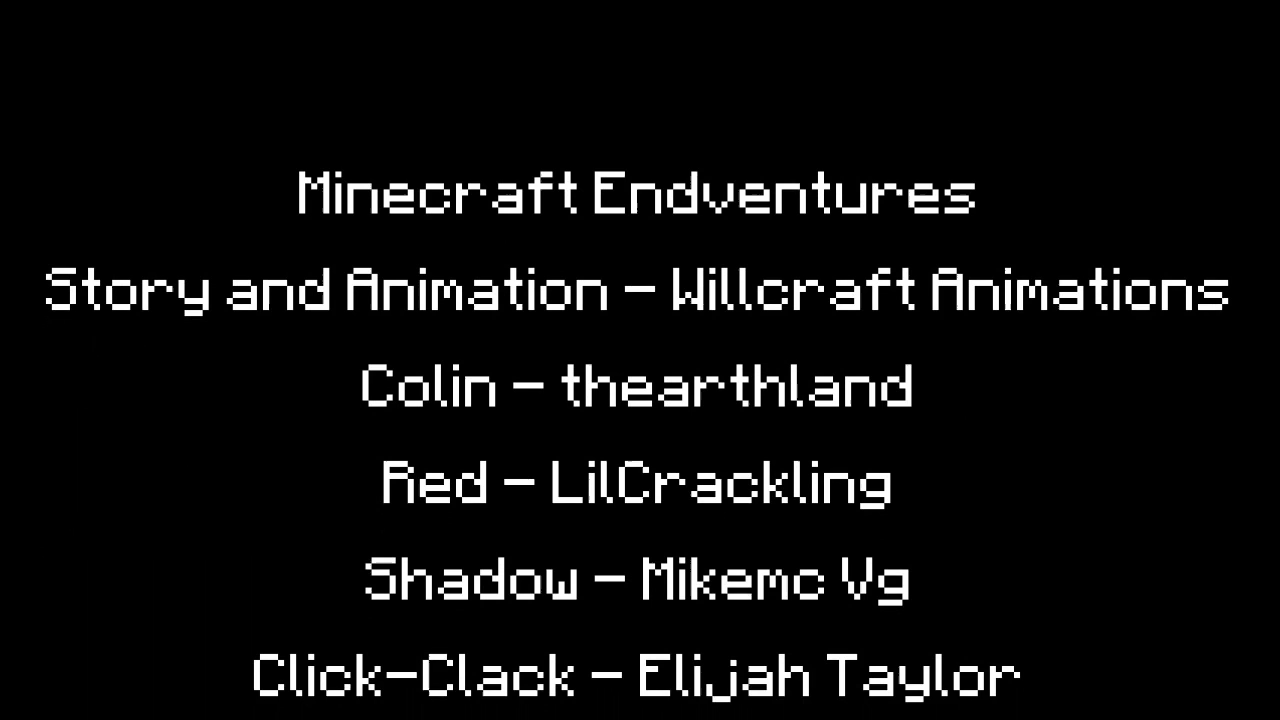 Minecraft Endventures
Story and Animation - Willcraft Animations
Colin - thearthland
Red - LilCrackling
Shadow - Mikemc Vg
Click-Clack - Elijah Taylor